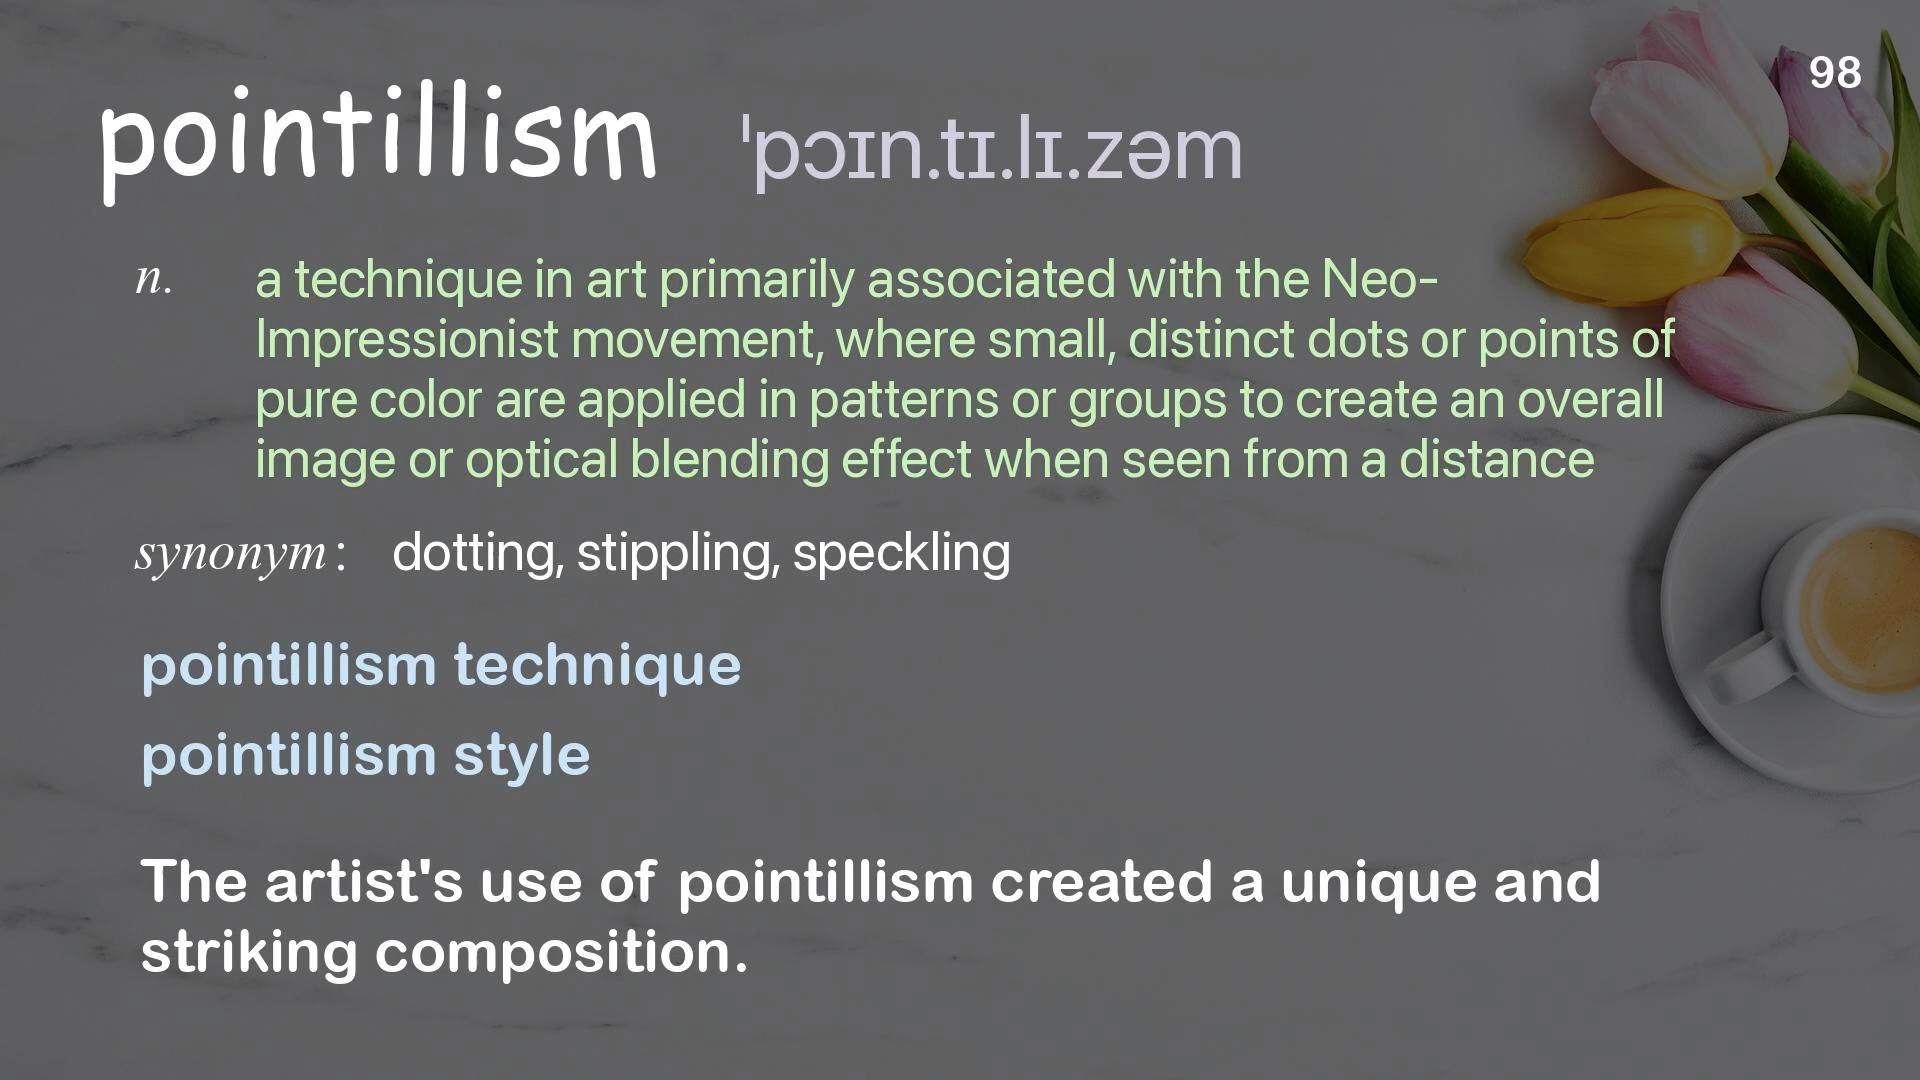 98
pointillism ˈpɔɪn.tɪ.lɪ.zəm
n. a technique in art primarily associated with the Neo-
Impressionist movement, where small, distinct dots or points of
pure color are applied in patterns or groups to create an overall
image or optical blending effect when seen from a distance
synonym: dotting, stippling, speckling
pointillism technique
pointillism style
The artist's use of pointillism created a unique and
striking composition.